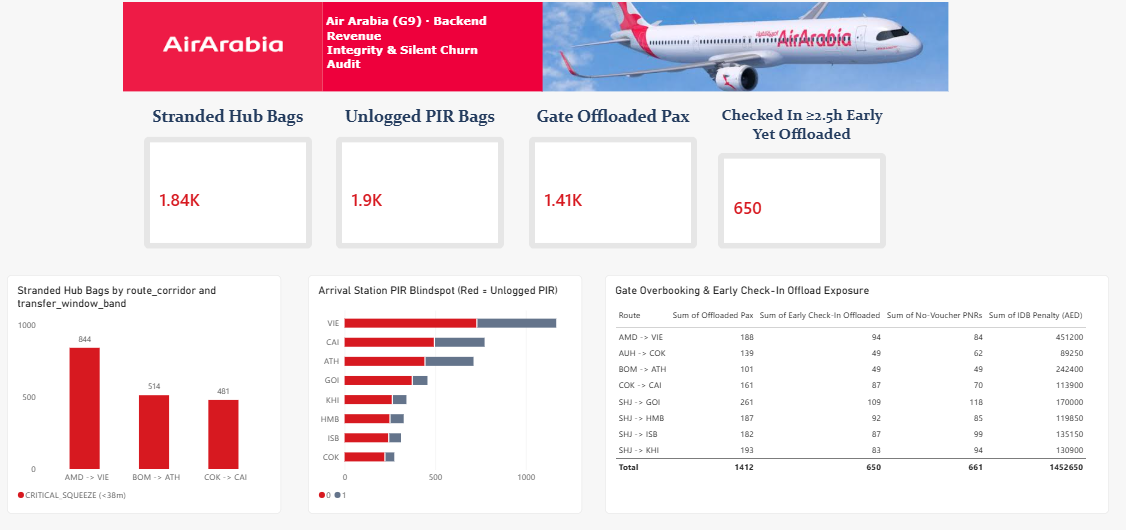 AirArabia
Air Arabia (G9) · Backend
Revenue
Integrity & Silent Churn
Audit
AirArabia
Stranded Hub Bags
Unlogged PIR Bags
Gate Offloaded Pax
Checked In ≥2.5h Early
Yet Offloaded
1.84K
1.9K
1.41K
650
Stranded Hub Bags by route_corridor and
transfer_window_band
1000
500
0
844
514
481
AMD -> VIE
BOM -> ATH
COK -> CAI
CRITICAL_SQUEEZE (<38m)
Arrival Station PIR Blindspot (Red = Unlogged PIR)
VIE
CAI
ATH
GOI
KHI
HMB
ISB
COK
0 500 1000
0 1
Gate Overbooking & Early Check-In Offload Exposure
Route Sum of Offloaded Pax Sum of Early Check-In Offloaded Sum of No-Voucher PNRs Sum of IDB Penalty (AED)
AMD -> VIE 188 94 84 451200
AUH -> COK 139 49 62 89250
BOM -> ATH 101 49 49 242400
COK -> CAI 161 87 70 113900
SHJ -> GOI 261 109 118 170000
SHJ -> HMB 187 92 85 119850
SHJ -> ISB 182 87 99 135150
SHJ -> KHI 193 83 94 130900
Total 1412 650 661 1452650